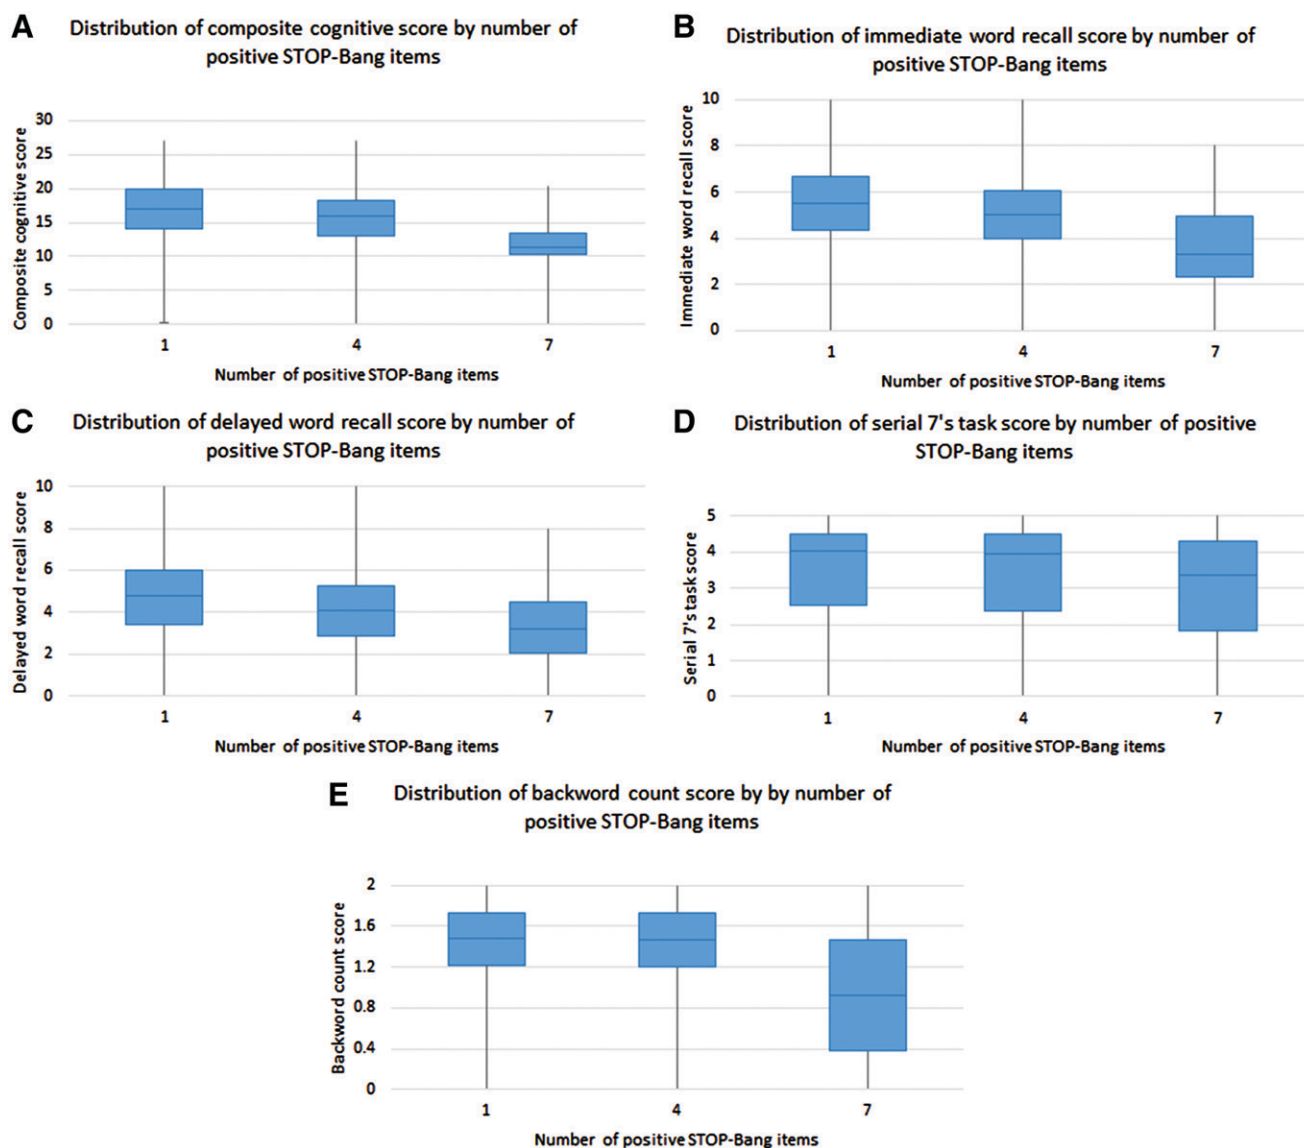 A
Distribution of composite cognitive score by number of
positive STOP-Bang items
Composite cognitive score
30
25
20
15
10
5
0
1 4 7
Number of positive STOP-Bang items
B
Distribution of immediate word recall score by number of
positive STOP-Bang items
Immediate word recall score
10
8
6
4
2
0
1 4 7
Number of positive STOP-Bang items
C
Distribution of delayed word recall score by number of
positive STOP-Bang items
Delayed word recall score
10
8
6
4
2
0
1 4 7
Number of positive STOP-Bang items
D
Distribution of serial 7's task score by number of positive
STOP-Bang items
Serial 7's task score
5
4
3
2
1
0
1 4 7
Number of positive STOP-Bang items
E
Distribution of backword count score by by number of
positive STOP-Bang items
Backword count score
2
1.6
1.2
0.8
0.4
0
1 4 7
Number of positive STOP-Bang items